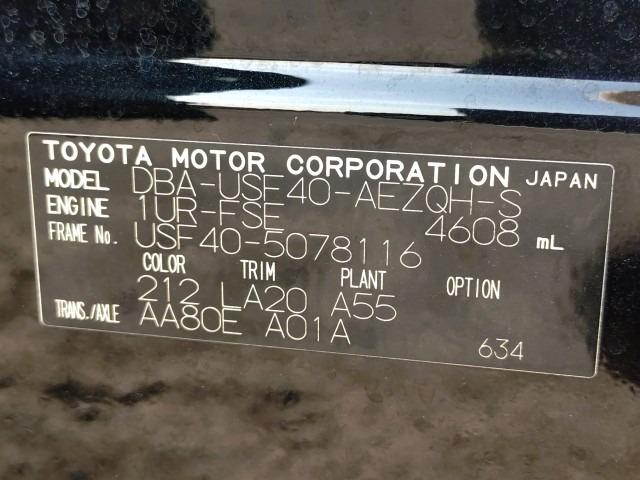 TOYOTA MOTOR CORPORATION JAPAN
MODEL DBA-USF40-AEZQH-S
ENGINE 1UR-FSE 4608 mL
FRAME No. USF40-5078116
COLOR TRIM PLANT OPTION
212 LA20 A55
TRANS./AXLE AA80E A01A
634